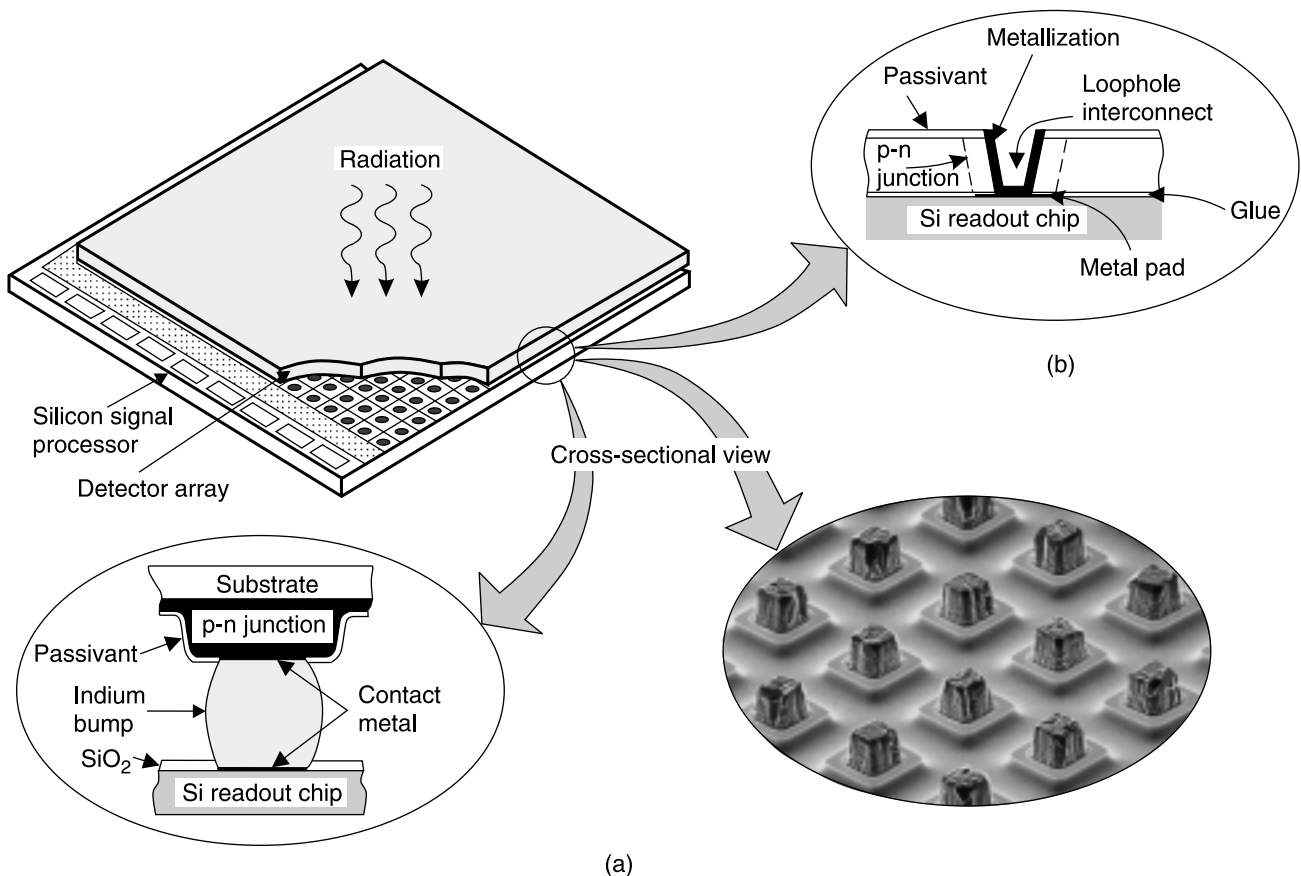 Metallization
Passivant
Loophole
interconnect
p-n
junction
Glue
Si readout chip
Metal pad
(b)
Radiation
Silicon signal
processor
Detector array
Cross-sectional view
Substrate
p-n junction
Passivant
Indium
bump
Contact
metal
SiO₂
Si readout chip
(a)